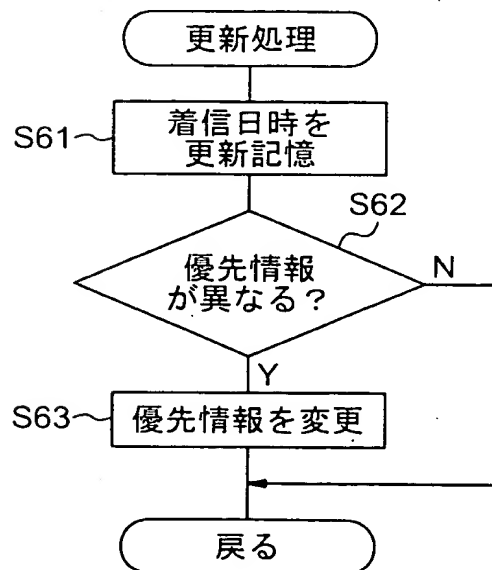 更新処理
S61
着信日時を
更新記憶
S62
優先情報
が異なる?
N
Y
S63
優先情報を変更
戻る